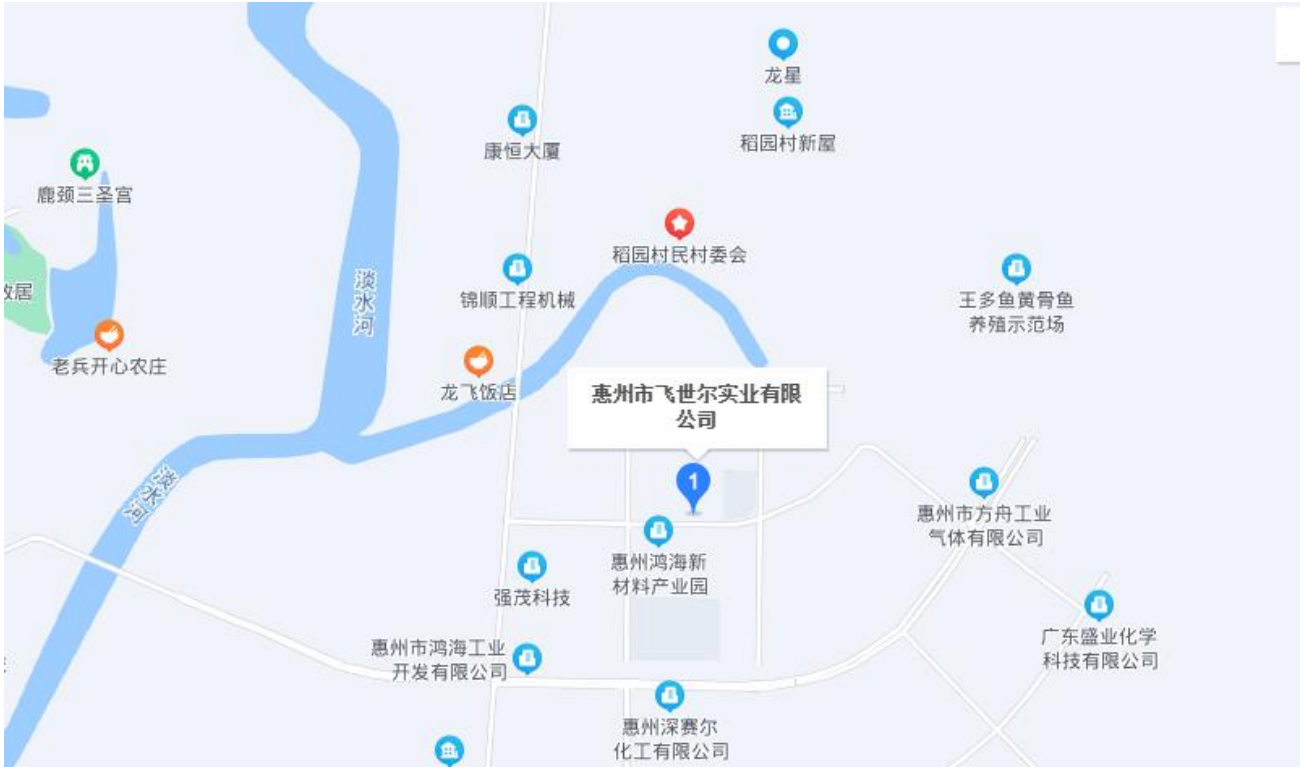 龙星
康恒大厦
稻园村新屋
鹿颈三圣宫
稻园村民村委会
淡水河
故居
锦顺工程机械
王多鱼黄骨鱼
养殖示范场
老兵开心农庄
龙飞饭店
惠州市飞世尔实业有限
公司
1
淡水河
惠州市方舟工业
气体有限公司
惠州鸿海新
材料产业园
强茂科技
惠州市鸿海工业
开发有限公司
广东盛业化学
科技有限公司
惠州深赛尔
化工有限公司